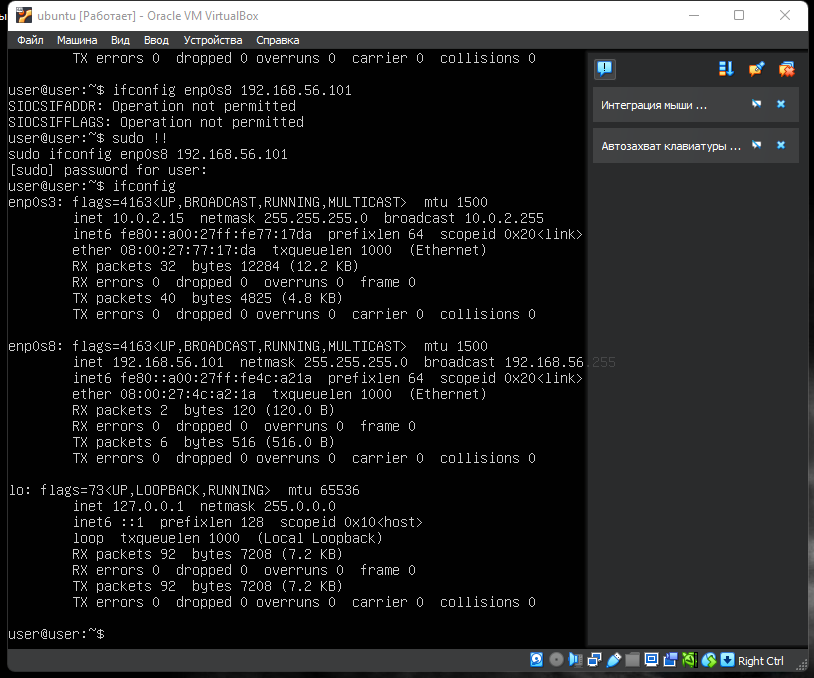 ubuntu [Работает] - Oracle VM VirtualBox
Файл Машина Вид Ввод Устройства Справка
TX errors 0 dropped 0 overruns 0 carrier 0 collisions 0
user@user:~$ ifconfig enp0s8 192.168.56.101
SIOCSIFADDR: Operation not permitted
SIOCSIFFLAGS: Operation not permitted
user@user:~$ sudo !!
sudo ifconfig enp0s8 192.168.56.101
[sudo] password for user:
user@user:~$ ifconfig
enp0s3: flags=4163<UP,BROADCAST,RUNNING,MULTICAST> mtu 1500
inet 10.0.2.15 netmask 255.255.255.0 broadcast 10.0.2.255
inet6 fe80::a00:27ff:fe77:17da prefixlen 64 scopeid 0x20<link>
ether 08:00:27:77:17:da txqueuelen 1000 (Ethernet)
RX packets 32 bytes 12284 (12.2 KB)
RX errors 0 dropped 0 overruns 0 frame 0
TX packets 40 bytes 4825 (4.8 KB)
TX errors 0 dropped 0 overruns 0 carrier 0 collisions 0
enp0s8: flags=4163<UP,BROADCAST,RUNNING,MULTICAST> mtu 1500
inet 192.168.56.101 netmask 255.255.255.0 broadcast 192.168.56.255
inet6 fe80::a00:27ff:fe4c:a21a prefixlen 64 scopeid 0x20<link>
ether 08:00:27:4c:a2:1a txqueuelen 1000 (Ethernet)
RX packets 2 bytes 120 (120.0 B)
RX errors 0 dropped 0 overruns 0 frame 0
TX packets 6 bytes 516 (516.0 B)
TX errors 0 dropped 0 overruns 0 carrier 0 collisions 0
lo: flags=73<UP,LOOPBACK,RUNNING> mtu 65536
inet 127.0.0.1 netmask 255.0.0.0
inet6 ::1 prefixlen 128 scopeid 0x10<host>
loop txqueuelen 1000 (Local Loopback)
RX packets 92 bytes 7208 (7.2 KB)
RX errors 0 dropped 0 overruns 0 frame 0
TX packets 92 bytes 7208 (7.2 KB)
TX errors 0 dropped 0 overruns 0 carrier 0 collisions 0
user@user:~$
Интеграция мыши ...
Автозахват клавиатуры ...
Right Ctrl